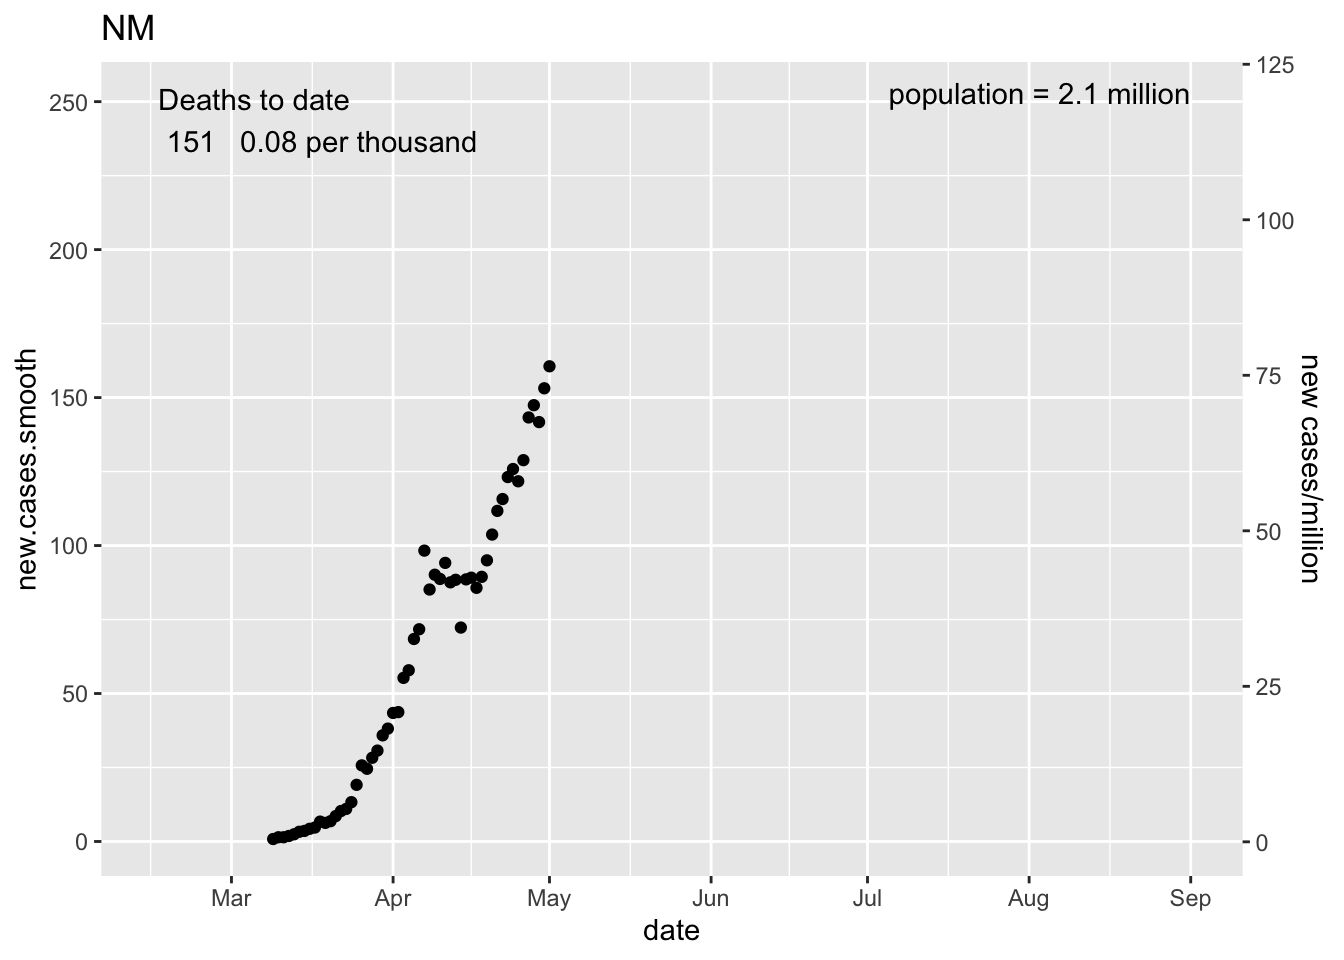 NM
Deaths to date
151 0.08 per thousand
population = 2.1 million
250
200
150
100
50
0
new.cases.smooth
125
100
75
50
25
0
new cases/million
Mar Apr May Jun Jul Aug Sep
date